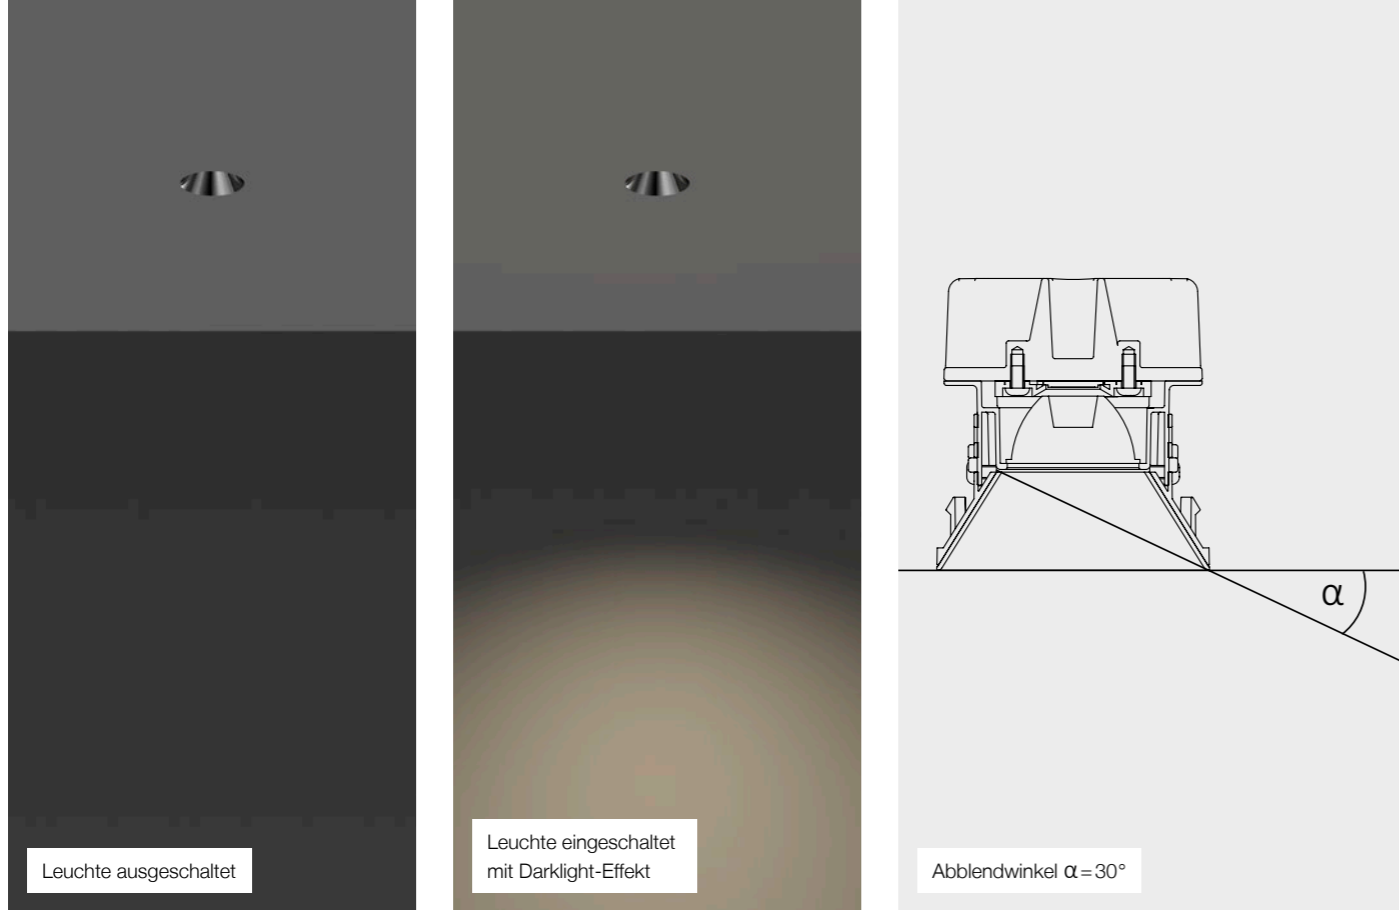 Leuchte ausgeschaltet
Leuchte eingeschaltet
mit Darklight-Effekt
α
Abblendwinkel α = 30°